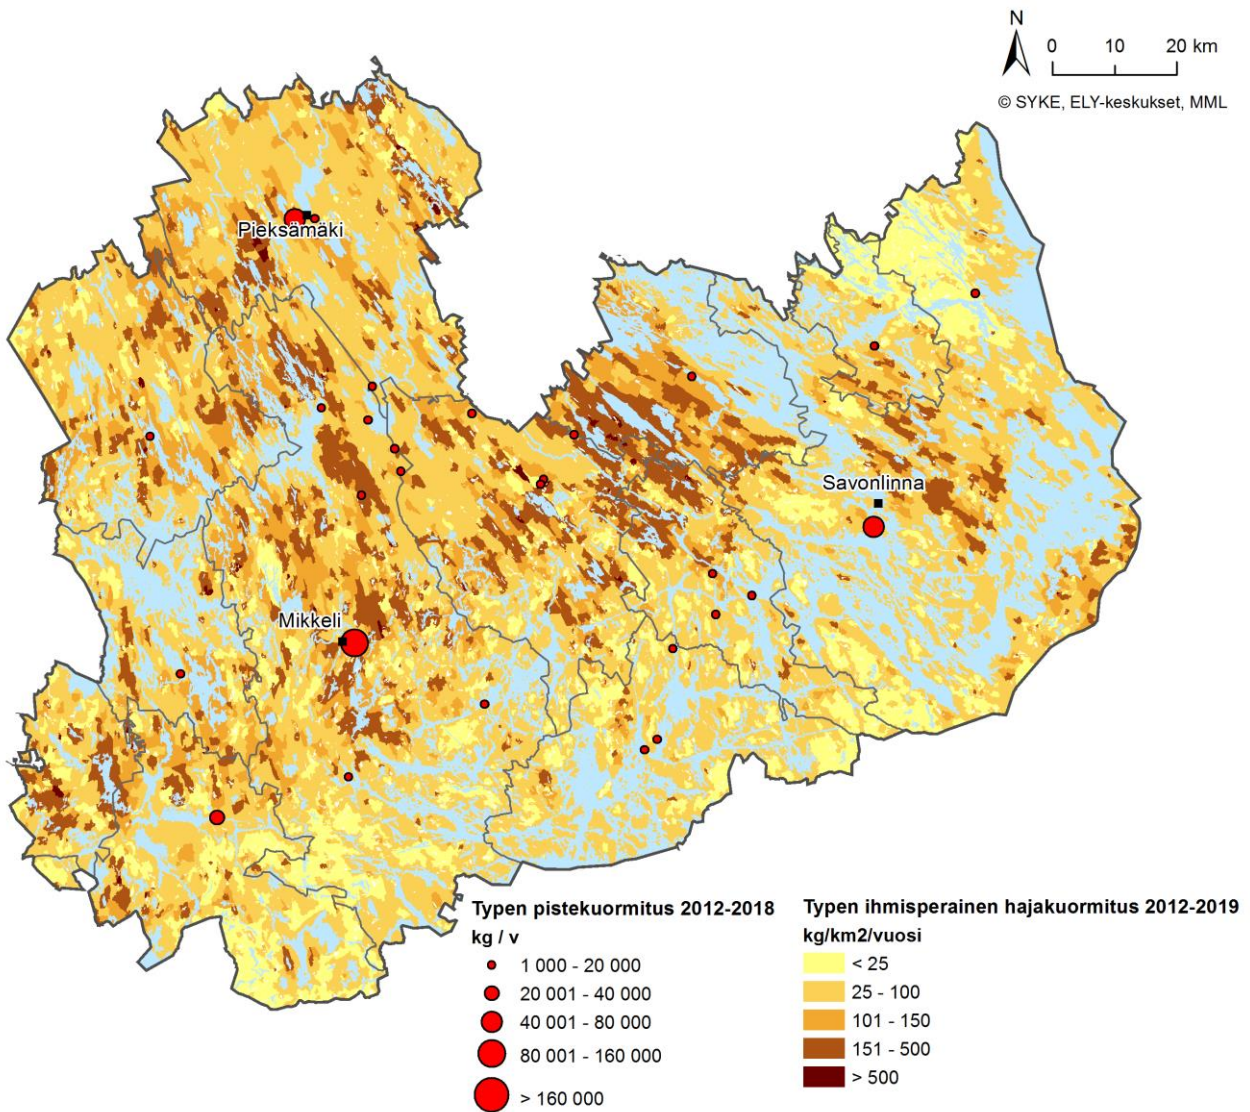 N
0 10 20 km
© SYKE, ELY-keskukset, MML
Pieksämäki
Savonlinna
Mikkeli
Typen pistekuormitus 2012-2018
kg / v
1 000 - 20 000
20 001 - 40 000
40 001 - 80 000
80 001 - 160 000
> 160 000
Typen ihmisperainen hajakuormitus 2012-2019
kg/km2/vuosi
< 25
25 - 100
101 - 150
151 - 500
> 500